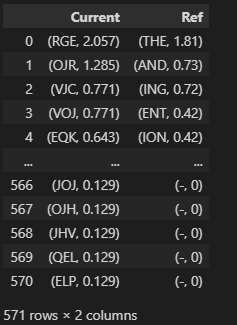 Current Ref
0 (RGE, 2.057) (THE, 1.81)
1 (OJR, 1.285) (AND, 0.73)
2 (VJC, 0.771) (ING, 0.72)
3 (VOJ, 0.771) (ENT, 0.42)
4 (EQK, 0.643) (ION, 0.42)
... ... ...
566 (JOJ, 0.129) (-, 0)
567 (OJH, 0.129) (-, 0)
568 (JHV, 0.129) (-, 0)
569 (QEL, 0.129) (-, 0)
570 (ELP, 0.129) (-, 0)
571 rows × 2 columns